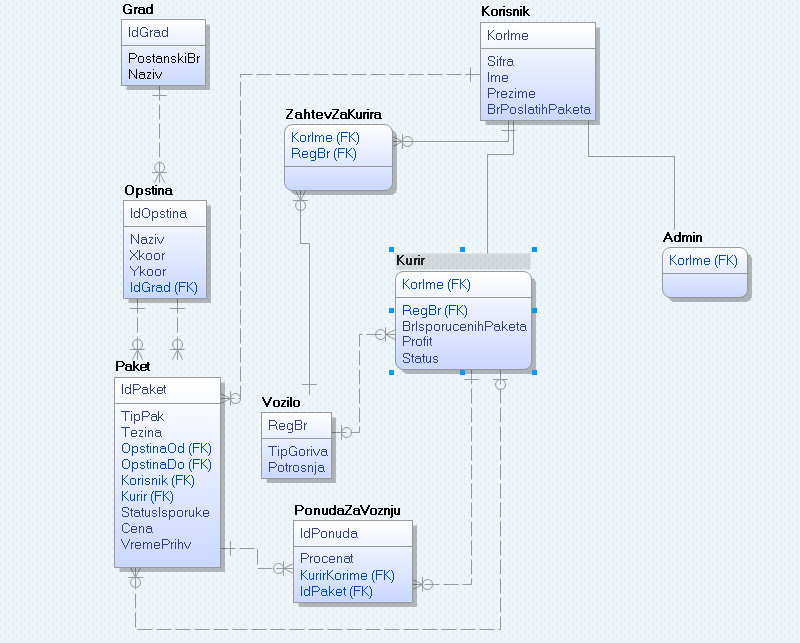 Grad
IdGrad
PostanskiBr
Naziv
Korisnik
KorIme
Sifra
Ime
Prezime
BrPoslatihPaketa
ZahtevZaKurira
KorIme (FK)
RegBr (FK)
Opstina
IdOpstina
Naziv
Xkoor
Ykoor
IdGrad (FK)
Admin
KorIme (FK)
Kurir
KorIme (FK)
RegBr (FK)
BrIsporucenihPaketa
Profit
Status
Paket
IdPaket
TipPak
Tezina
OpstinaOd (FK)
OpstinaDo (FK)
Korisnik (FK)
Kurir (FK)
StatusIsporuke
Cena
VremePrihv
Vozilo
RegBr
TipGoriva
Potrosnja
PonudaZaVoznju
IdPonuda
Procenat
KurirKorime (FK)
IdPaket (FK)